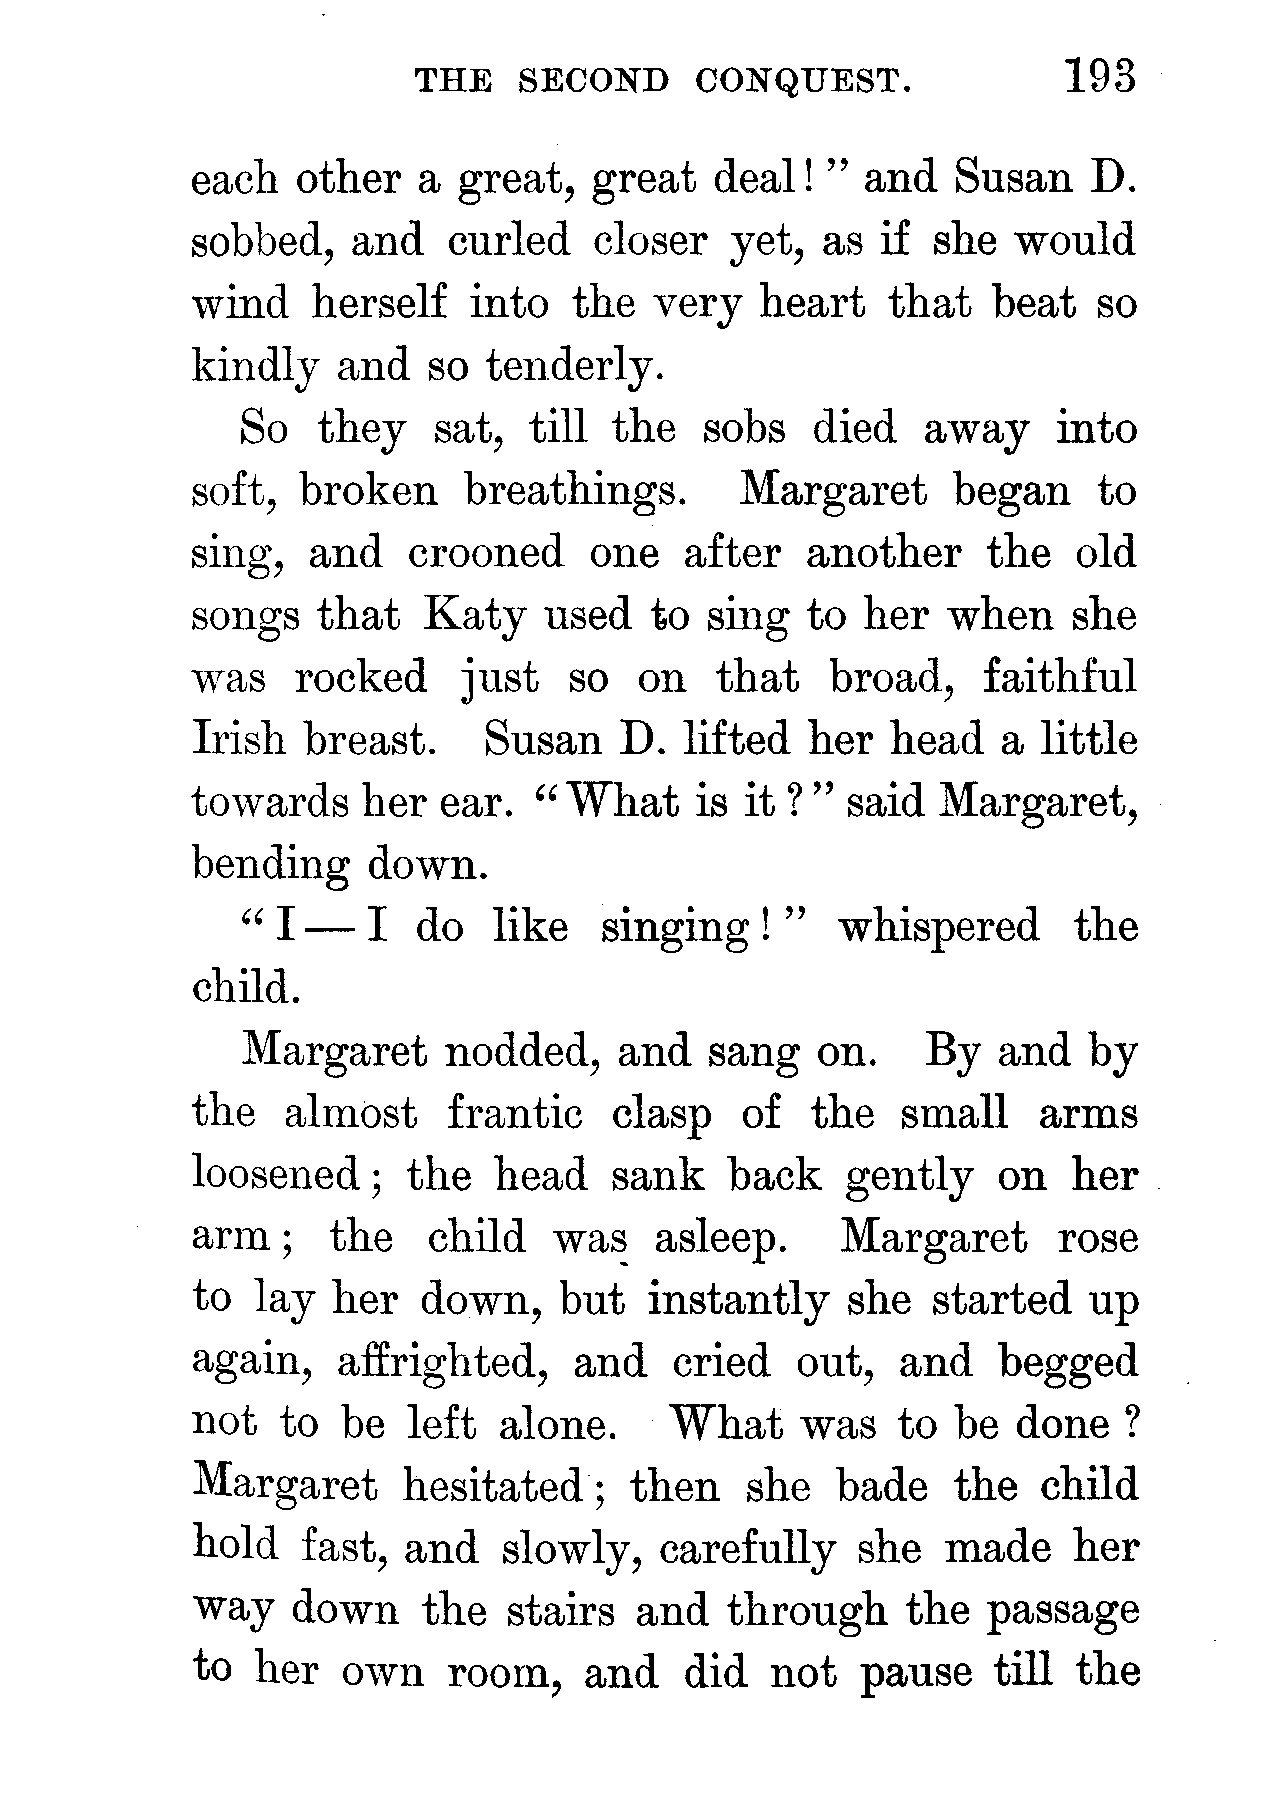 THE SECOND CONQUEST. 193
each other a great, great deal! " and Susan D.
sobbed, and curled closer yet, as if she would
wind herself into the very heart that beat so
kindly and so tenderly.
So they sat, till the sobs died away into
soft, broken breathings. Margaret began to
sing, and crooned one after another the old
songs that Katy used to sing to her when she
was rocked just so on that broad, faithful
Irish breast. Susan D. lifted her head a little
towards her ear. "What is it?" said Margaret,
bending down.
"I—I do like singing!" whispered the
child.
Margaret nodded, and sang on. By and by
the almost frantic clasp of the small arms
loosened; the head sank back gently on her
arm; the child was asleep. Margaret rose
to lay her down, but instantly she started up
again, affrighted, and cried out, and begged
not to be left alone. What was to be done?
Margaret hesitated; then she bade the child
hold fast, and slowly, carefully she made her
way down the stairs and through the passage
to her own room, and did not pause till the